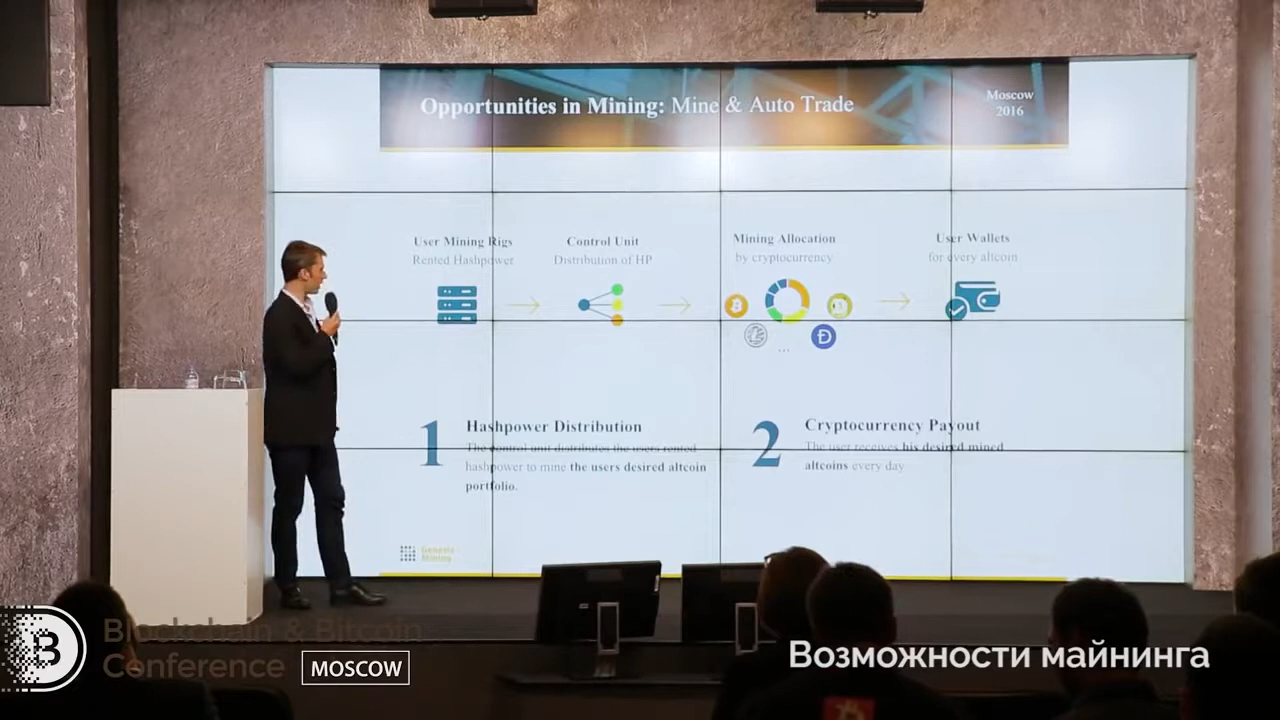 Opportunities in Mining: Mine & Auto Trade
Moscow
2016
User Mining Rigs
Rented Hashpower
Control Unit
Distribution of HP
Mining Allocation
by cryptocurrency
User Wallets
for every altcoin
...
1
Hashpower Distribution
The control unit distributes the users rented
hashpower to mine the users desired altcoin
portfolio.
2
Cryptocurrency Payout
The user receives his desired mined
altcoins every day
Genesis
Mining
Blockchain & Bitcoin
Conference
MOSCOW
Возможности майнинга